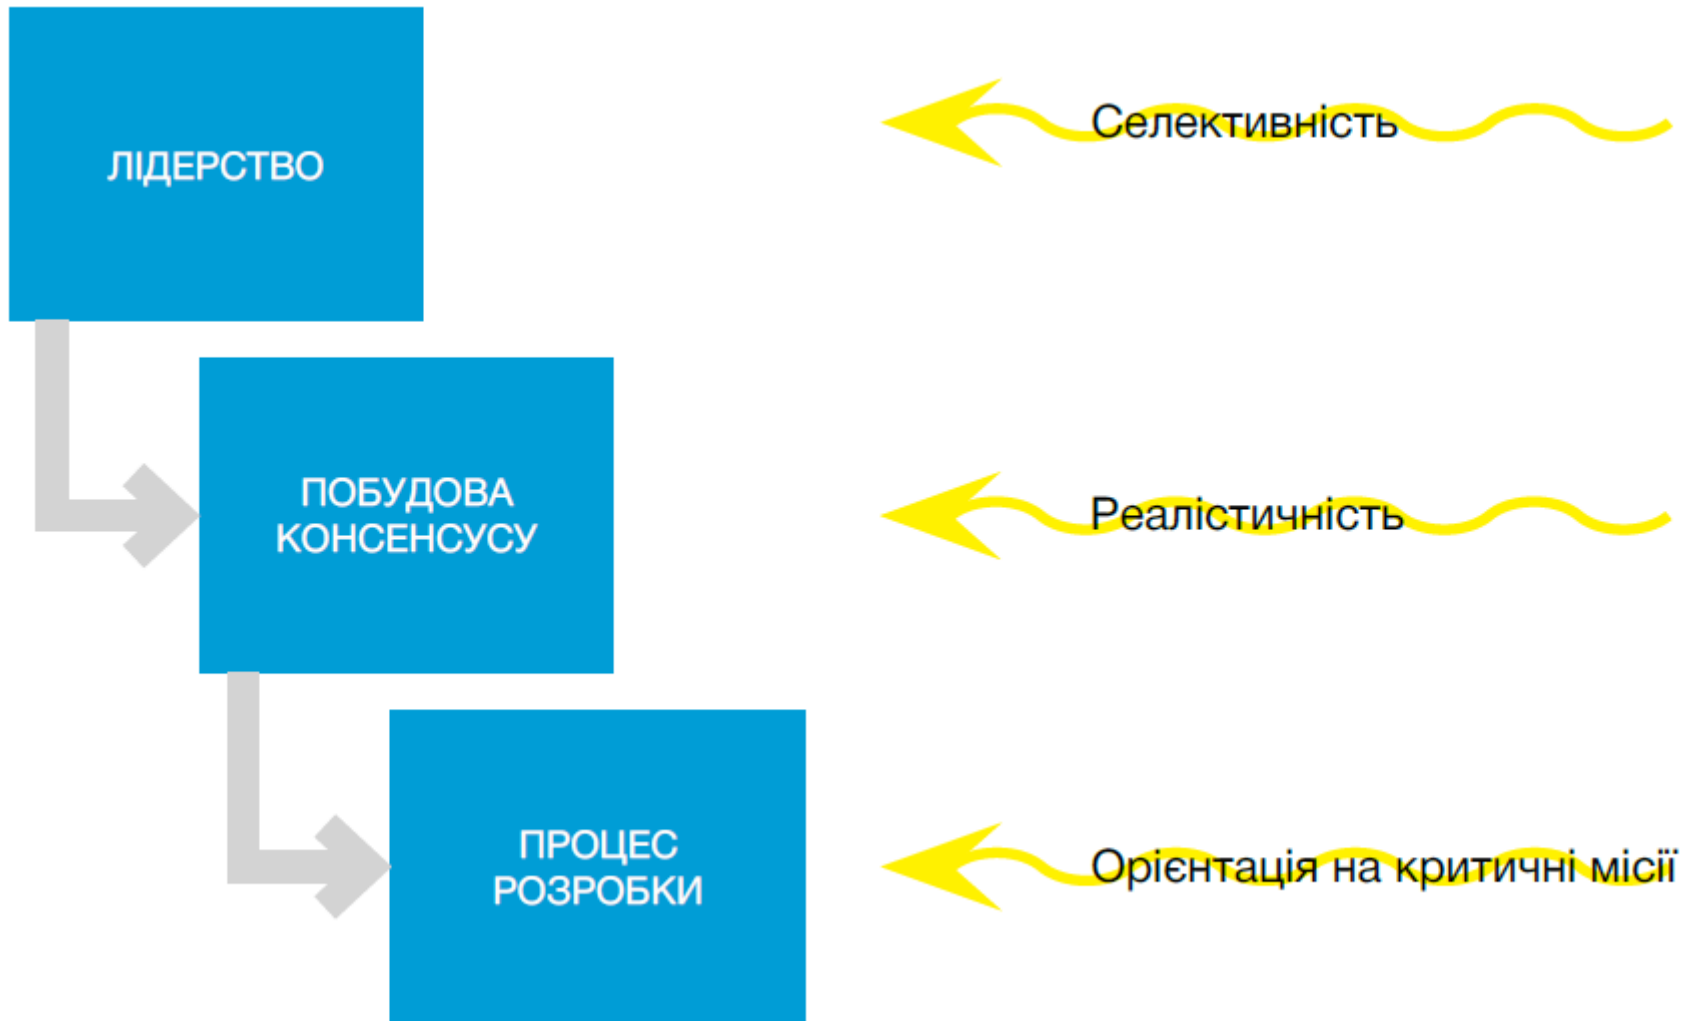 ЛІДЕРСТВО
Селективність
ПОБУДОВА
КОНСЕНСУСУ
Реалістичність
ПРОЦЕС
РОЗРОБКИ
Орієнтація на критичні місії